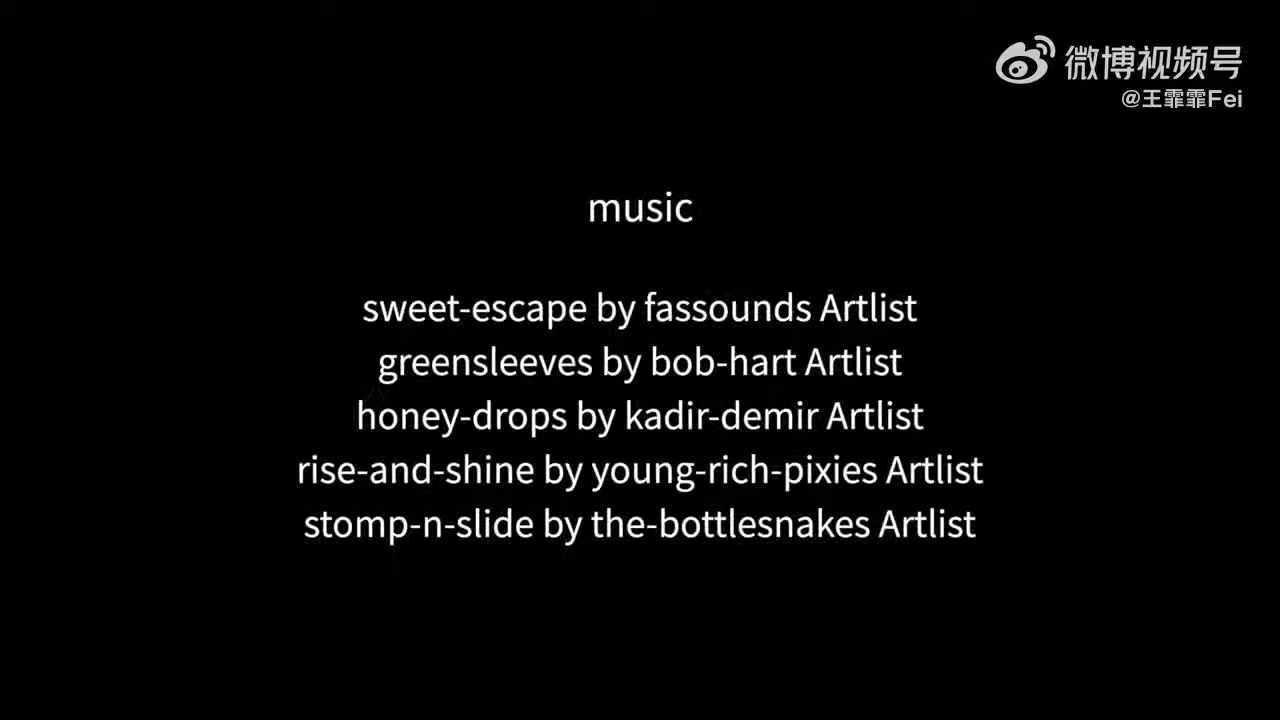 微博视频号
@王霏霏Fei
music
sweet-escape by fassounds Artlist
greensleeves by bob-hart Artlist
honey-drops by kadir-demir Artlist
rise-and-shine by young-rich-pixies Artlist
stomp-n-slide by the-bottlesnakes Artlist